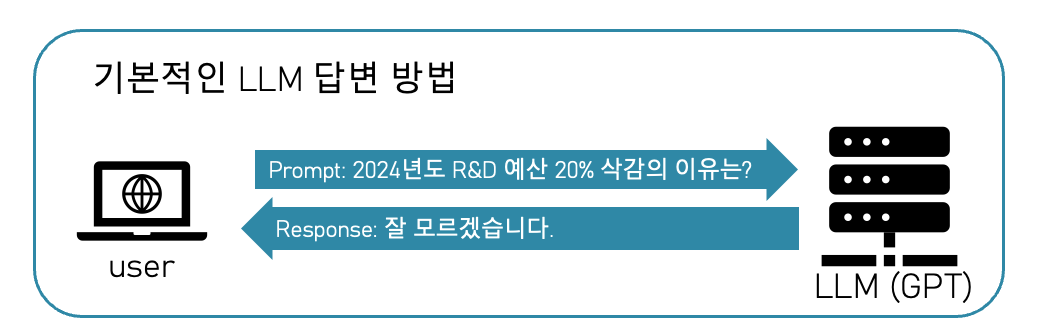 기본적인 LLM 답변 방법
Prompt: 2024년도 R&D 예산 20% 삭감의 이유는?
Response: 잘 모르겠습니다.
user
LLM (GPT)